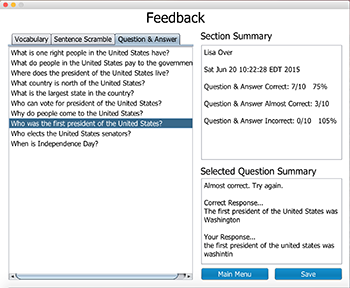 Feedback
Vocabulary Sentence Scramble Question & Answer
What is one right people in the United States have?
What do people in the United States pay to the governmen
Where does the president of the United States live?
What country is north of the United States?
What is the largest state in the country?
Who can vote for president of the United States?
Why do people come to the United States?
Who was the first president of the United States?
Who elects the United States senators?
When is Independence Day?
Section Summary
Lisa Over
Sat Jun 20 10:22:28 EDT 2015
Question & Answer Correct: 7/10 75%
Question & Answer Almost Correct: 3/10
Question & Answer Incorrect: 0/10 105%
Selected Question Summary
Almost correct. Try again.
Correct Response...
The first president of the United States was
Washington
Your Response...
the first president of the united states was
washintin
Main Menu
Save